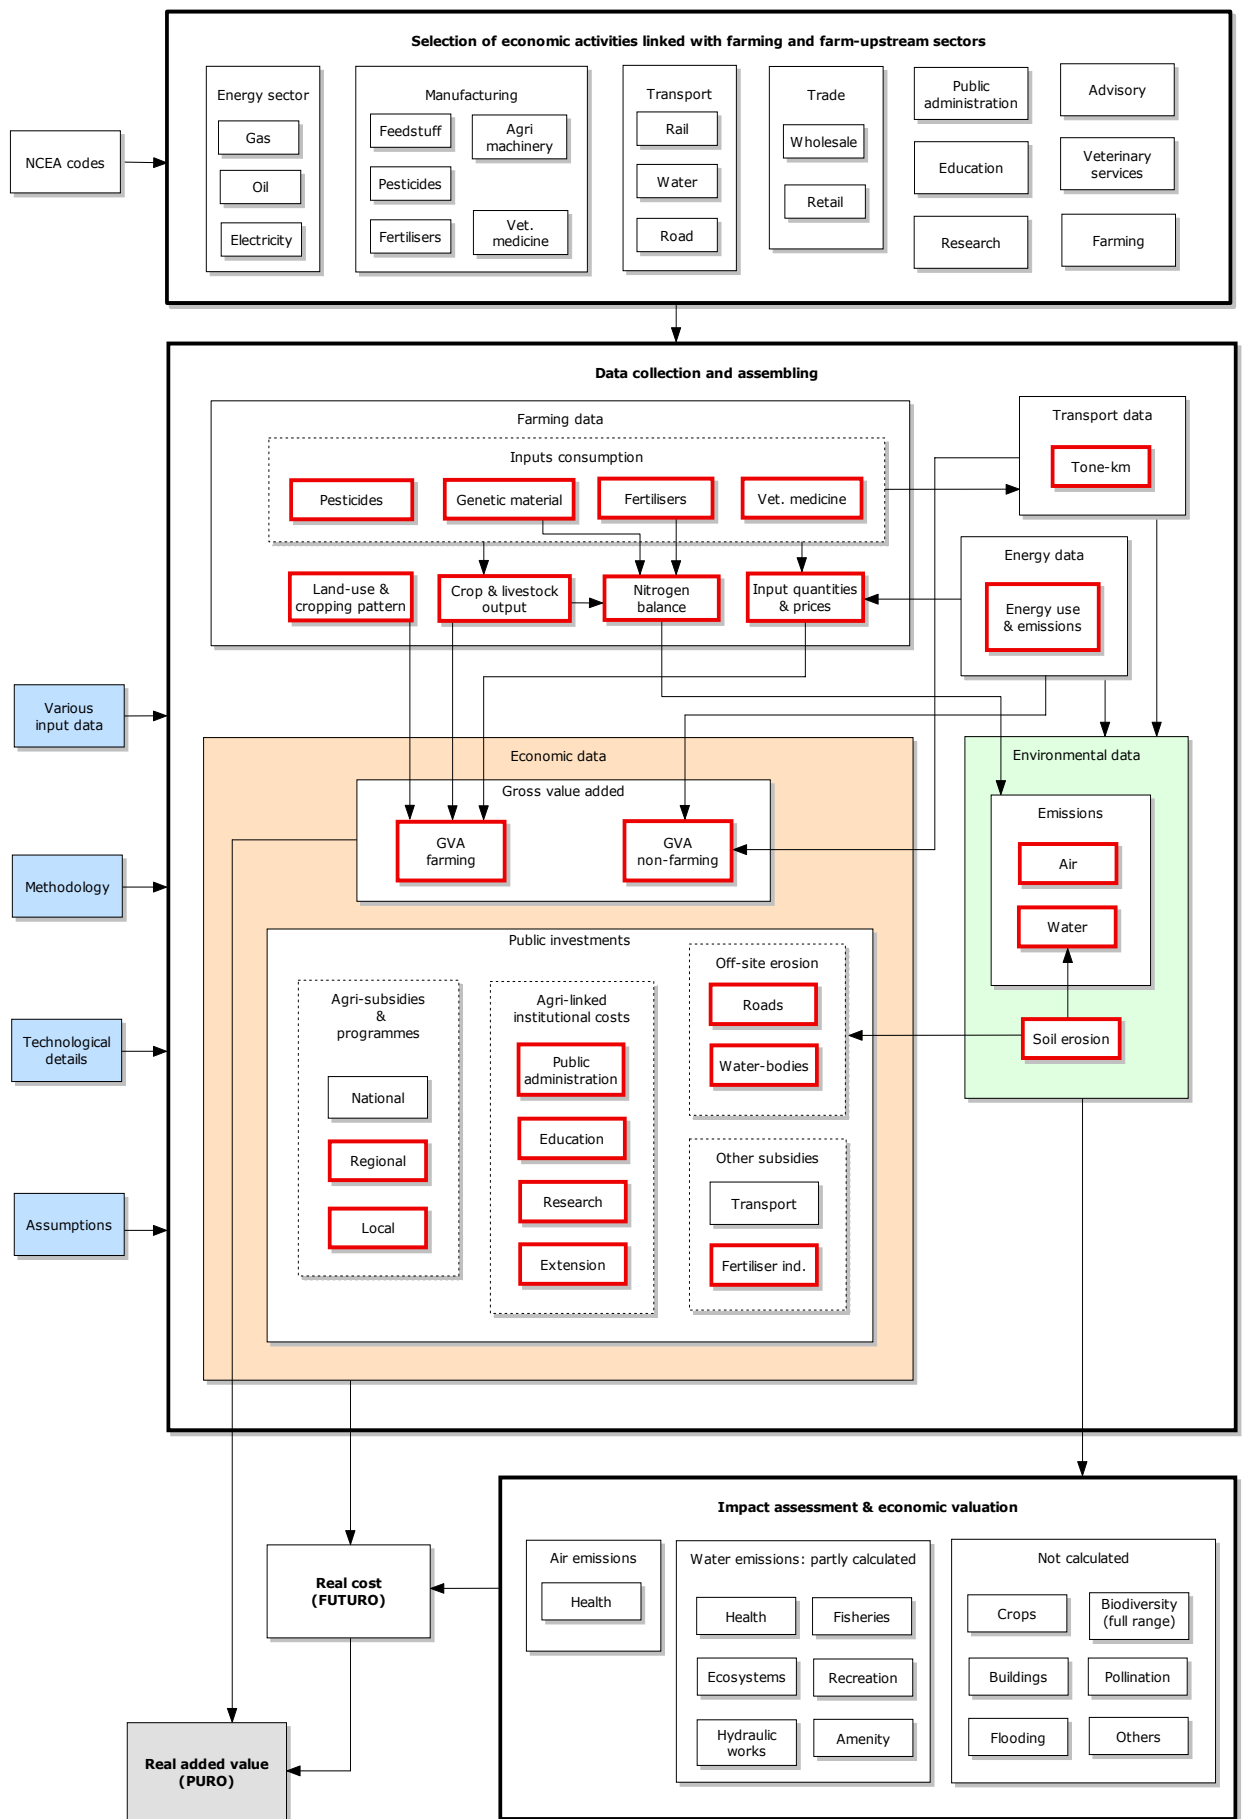 Selection of economic activities linked with farming and farm-upstream sectors
NCEA codes
Energy sector
Gas
Oil
Electricity
Manufacturing
Feedstuff
Agri
machinery
Pesticides
Fertilisers
Vet.
medicine
Transport
Rail
Water
Road
Trade
Wholesale
Retail
Public
administration
Advisory
Education
Veterinary
services
Research
Farming
Data collection and assembling
Farming data
Inputs consumption
Pesticides
Genetic material
Fertilisers
Vet. medicine
Land-use &
cropping pattern
Crop & livestock
output
Nitrogen
balance
Input quantities
& prices
Transport data
Tone-km
Energy data
Energy use
& emissions
Various
input data
Methodology
Technological
details
Assumptions
Economic data
Gross value added
GVA
farming
GVA
non-farming
Public investments
Agri-subsidies
&
programmes
National
Regional
Local
Agri-linked
institutional costs
Public
administration
Education
Research
Extension
Off-site erosion
Roads
Water-bodies
Other subsidies
Transport
Fertiliser ind.
Environmental data
Emissions
Air
Water
Soil erosion
Impact assessment & economic valuation
Air emissions
Health
Water emissions: partly calculated
Health
Fisheries
Ecosystems
Recreation
Hydraulic
works
Amenity
Not calculated
Crops
Biodiversity
(full range)
Buildings
Pollination
Flooding
Others
Real cost
(FUTURO)
Real added value
(PURO)